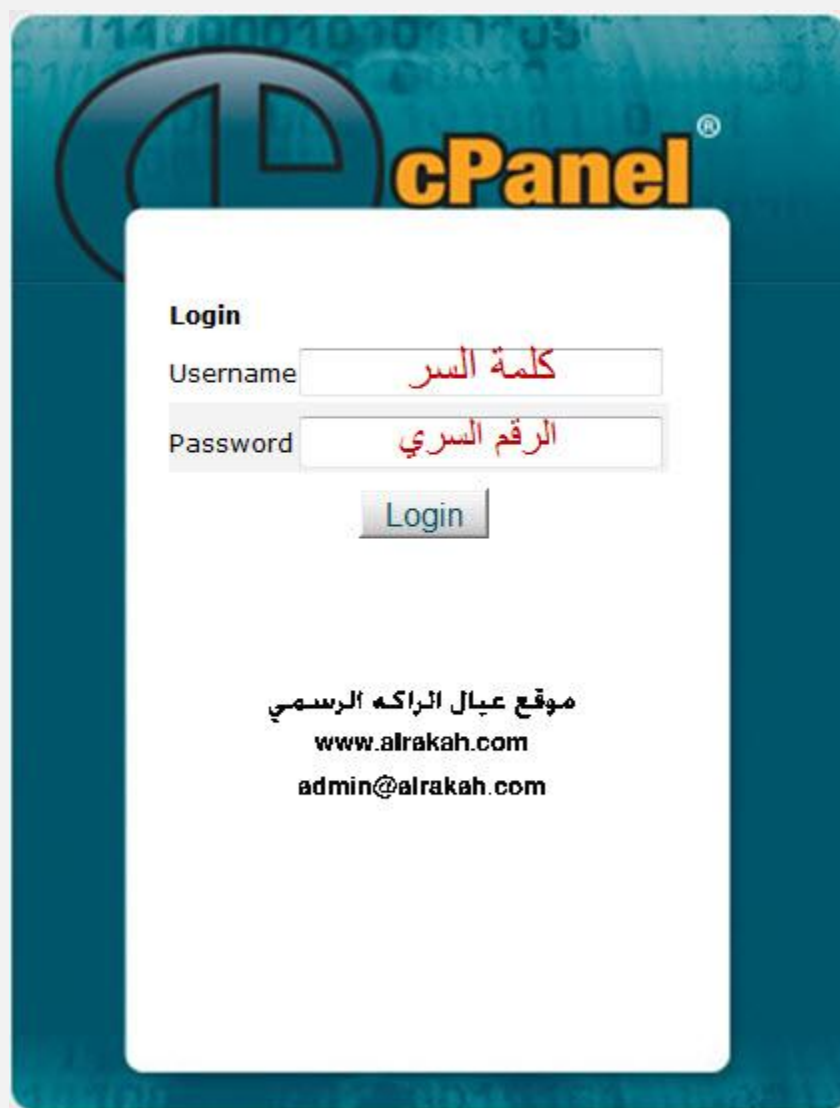 cPanel®
Login
Username كلمة السر
Password الرقم السري
Login
موقع عيال الراكه الرسمي
www.alrakah.com
admin@alrakah.com